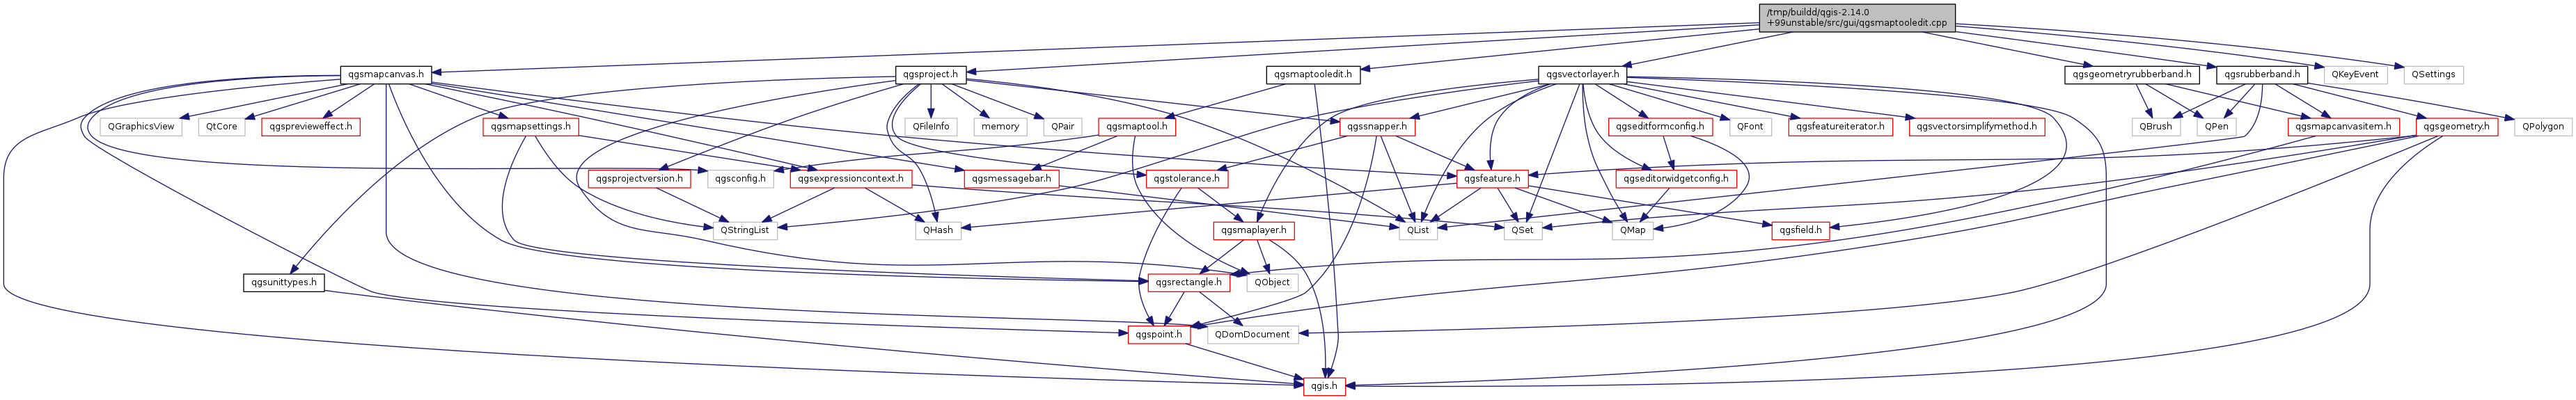 /tmp/buildd/qgis-2.14.0
+99unstable/src/gui/qgsmaptooledit.cpp
qgsmapcanvas.h
qgsproject.h
qgsmaptooledit.h
qgsvectorlayer.h
qgsgeometryrubberband.h
qgsrubberband.h
QKeyEvent
QSettings
QGraphicsView
QtCore
qgspreviewеffect.h
qgsmapsettings.h
QFileInfo
memory
QPair
qgsmaptool.h
qgssnapper.h
qgseditformconfig.h
QFont
qgsfeatureiterator.h
qgsvectorsimplifymethod.h
QBrush
QPen
qgsmapcanvasitem.h
qgsgeometry.h
QPolygon
qgsprojectversion.h
qgsconfig.h
qgsexpressioncontext.h
qgsmessagebar.h
qgstolerance.h
qgsfeature.h
qgseditorwidgetconfig.h
QStringList
QHash
qgsmaplayer.h
QList
QSet
QMap
qgsfield.h
qgsunittypes.h
qgsrectangle.h
QObject
qgspoint.h
QDomDocument
qgis.h